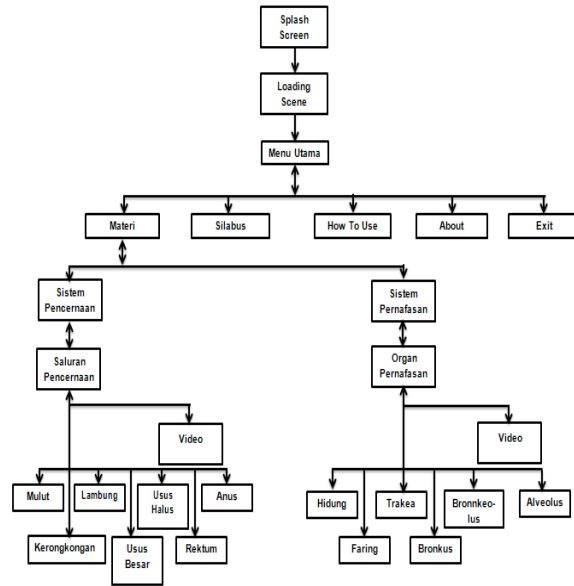 Splash
Screen
Loading
Scene
Menu Utama
Materi
Silabus
How To Use
About
Exit
Sistem
Pencernaan
Sistem
Pernafasan
Saluran
Pencernaan
Organ
Pernafasan
Video
Video
Mulut
Lambung
Usus
Halus
Anus
Hidung
Trakea
Bronnkeo-
lus
Alveolus
Kerongkongan
Usus
Besar
Rektum
Faring
Bronkus